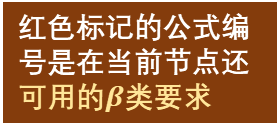 红色标记的公式编
号是在当前节点还
可用的β类要求